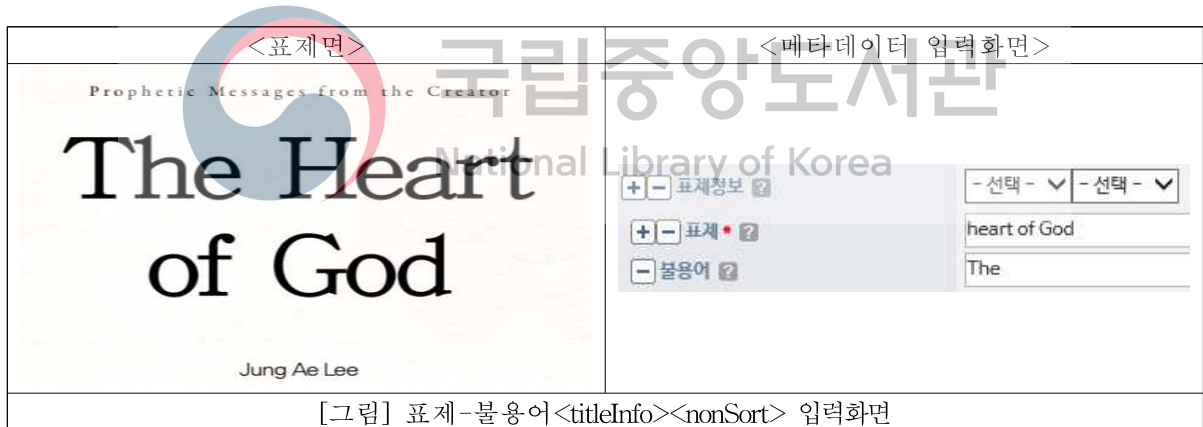 <표제면>
<메타데이터 입력화면>
국립중앙도서관
National Library of Korea
Prophetic Messages from the Creator
The Heart
of God
Jung Ae Lee
표제정보
- 선택 -
- 선택 -
표제
heart of God
불용어
The
[그림] 표제-불용어<titleInfo><nonSort> 입력화면